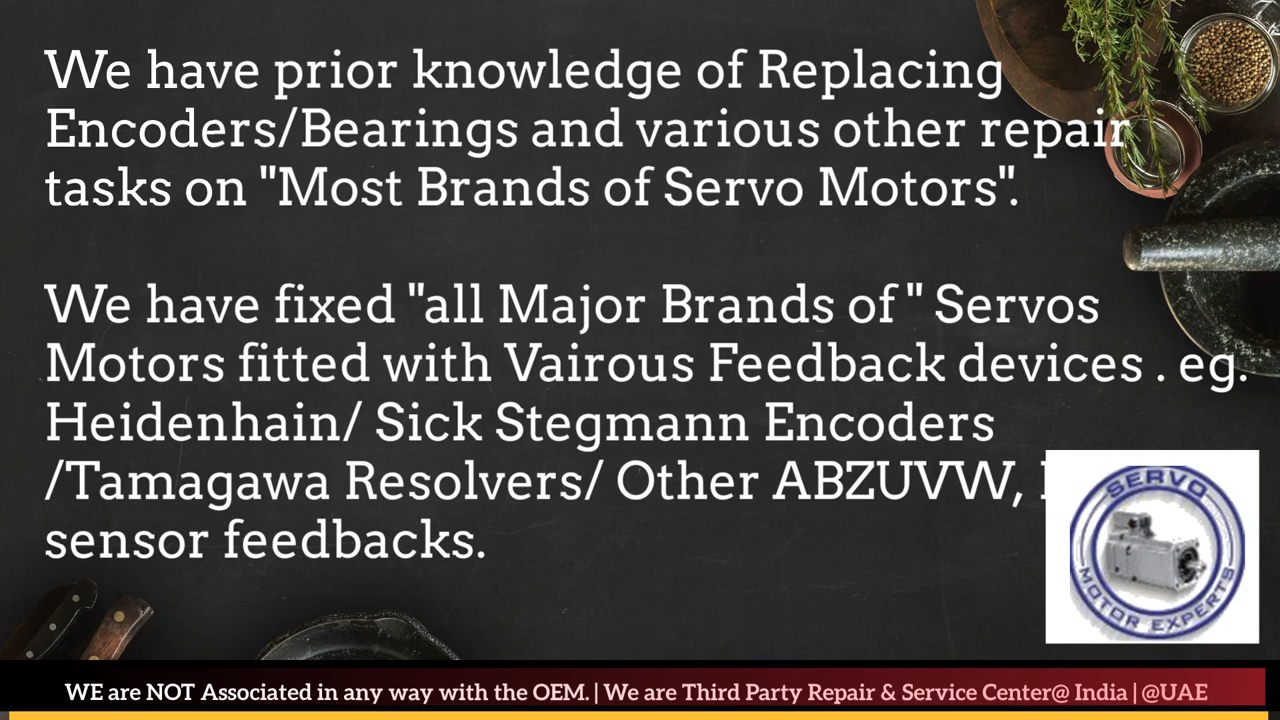 We have prior knowledge of Replacing
Encoders/Bearings and various other repair
tasks on "Most Brands of Servo Motors".
We have fixed "all Major Brands of " Servos
Motors fitted with Vairous Feedback devices . eg.
Heidenhain/ Sick Stegmann Encoders
/Tamagawa Resolvers/ Other ABZUVW,
sensor feedbacks.
SERVO
MOTOR EXPERTS
WE are NOT Associated in any way with the OEM. | We are Third Party Repair & Service Center@ India | @UAE